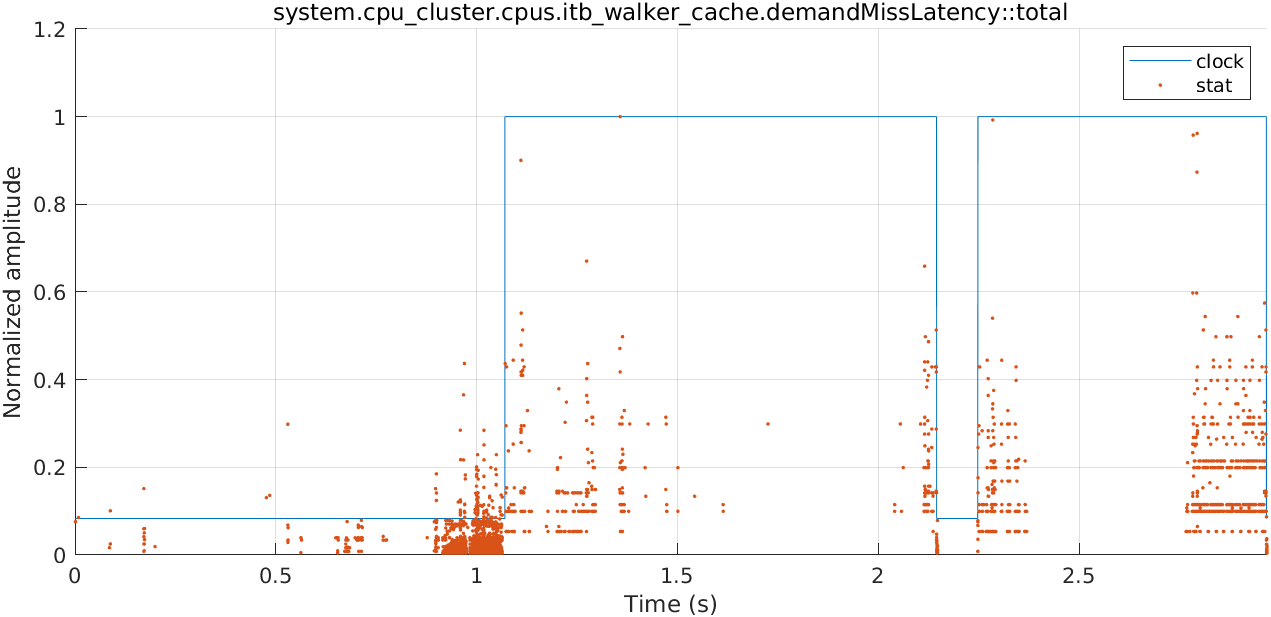 system.cpu_cluster.cpus.itb_walker_cache.demandMissLatency::total
1.2
1
0.8
0.6
0.4
0.2
0
Normalized amplitude
clock
stat
0 0.5 1 1.5 2 2.5
Time (s)